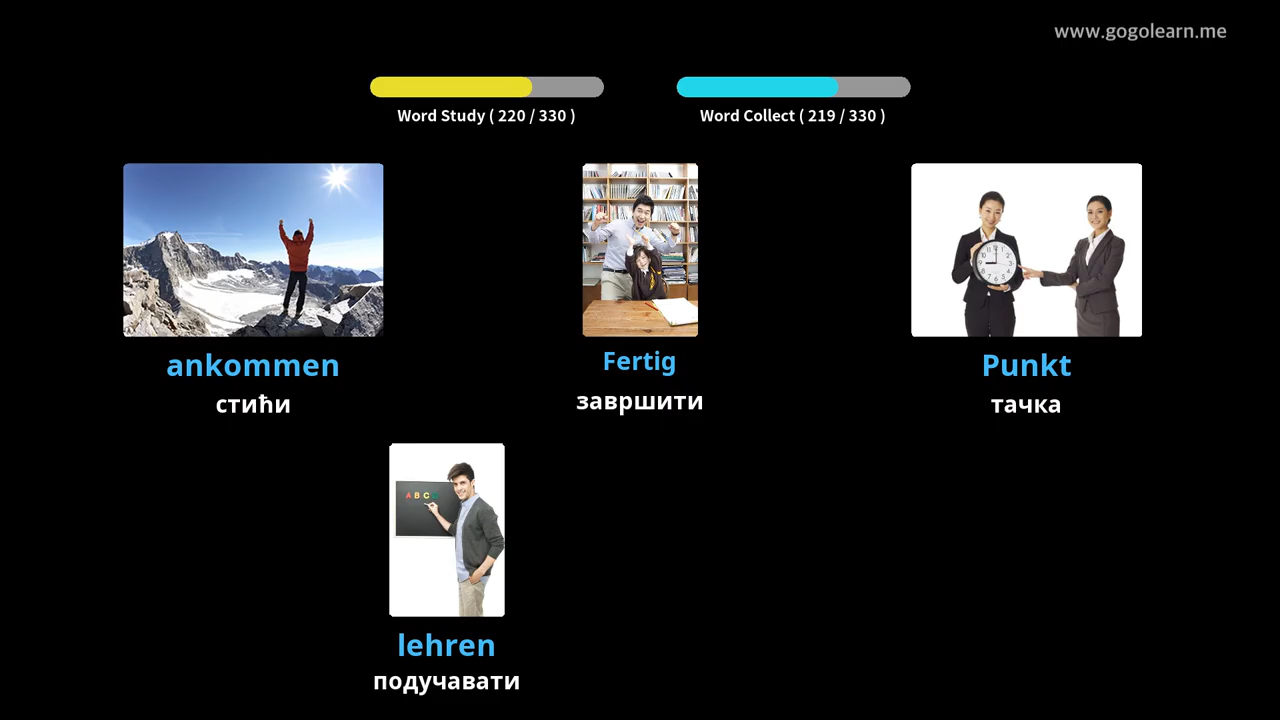 www.gogolearn.me
Word Study ( 220 / 330 )
Word Collect ( 219 / 330 )
ankommen
стићи
Fertig
завршити
Punkt
тачка
A B C
lehren
подучавати